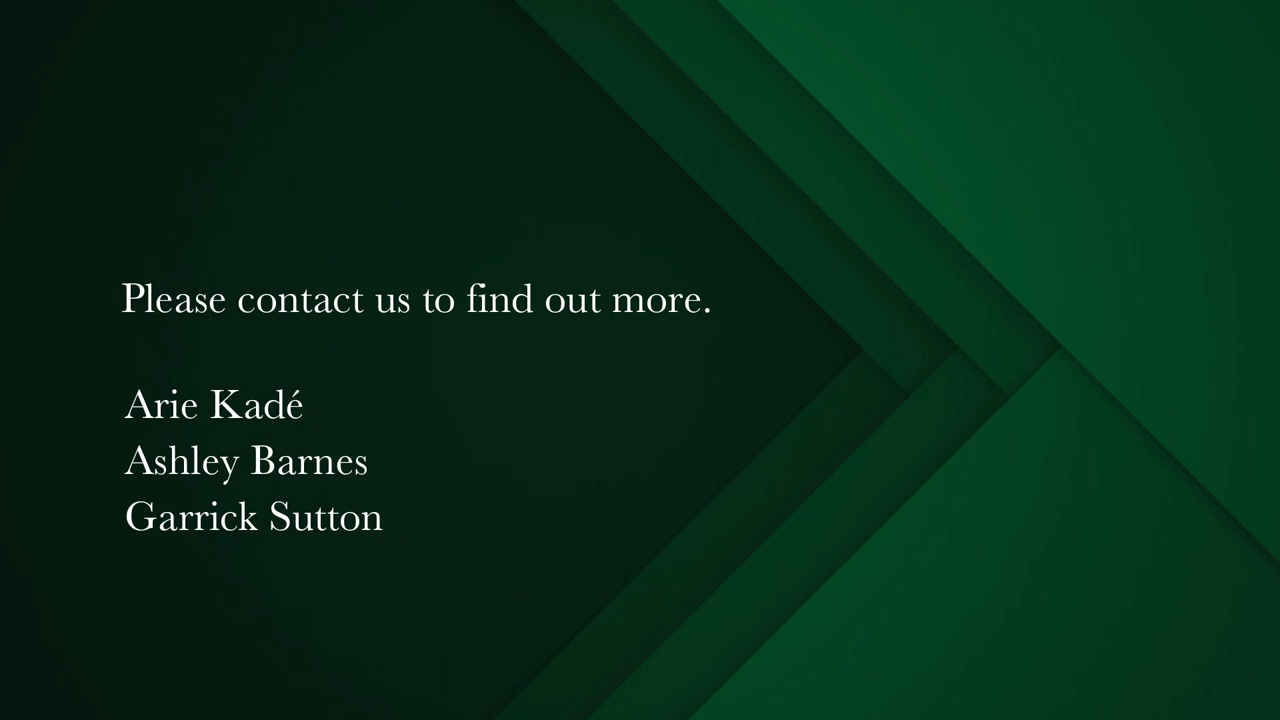 Please contact us to find out more.
Arie Kadé
Ashley Barnes
Garrick Sutton